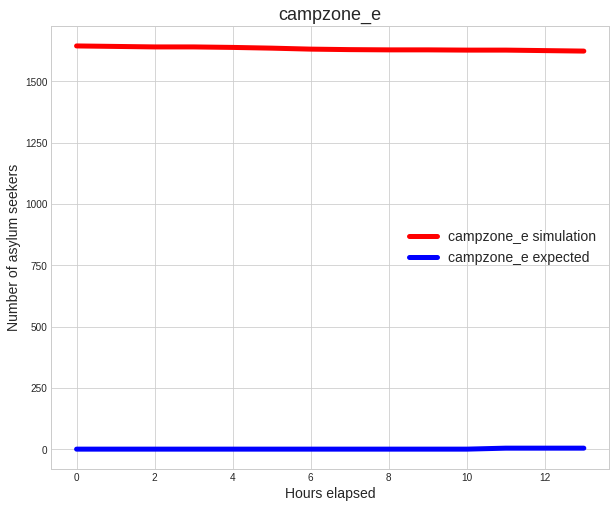 campzone_e
1500
1250
1000
750
500
250
0
Number of asylum seekers
campzone_e simulation
campzone_e expected
0 2 4 6 8 10 12
Hours elapsed